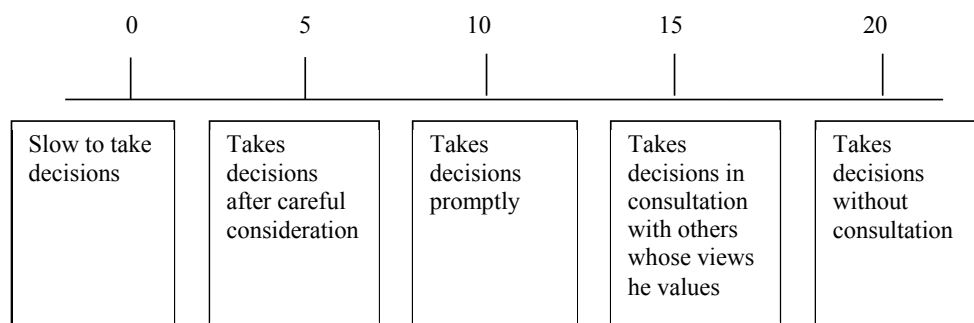 0 5 10 15 20
Slow to take
decisions
Takes
decisions
after careful
consideration
Takes
decisions
promptly
Takes
decisions in
consultation
with others
whose views
he values
Takes
decisions
without
consultation